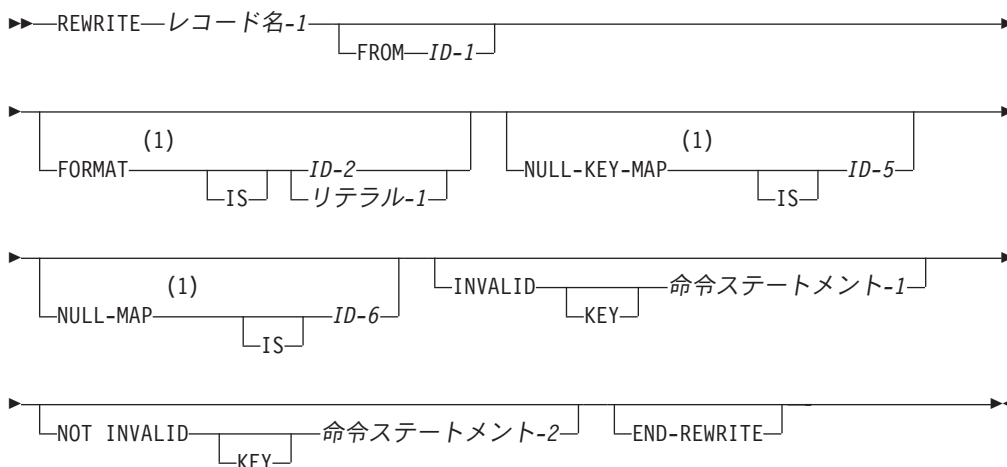 REWRITE レコード名-1
FROM ID-1
(1) (1)
FORMAT ID-2 NULL-KEY-MAP ID-5
IS リテラル-1 IS
(1) INVALID 命令ステートメント-1
NULL-MAP ID-6 KEY
IS
NOT INVALID 命令ステートメント-2 END-REWRITE
KEY